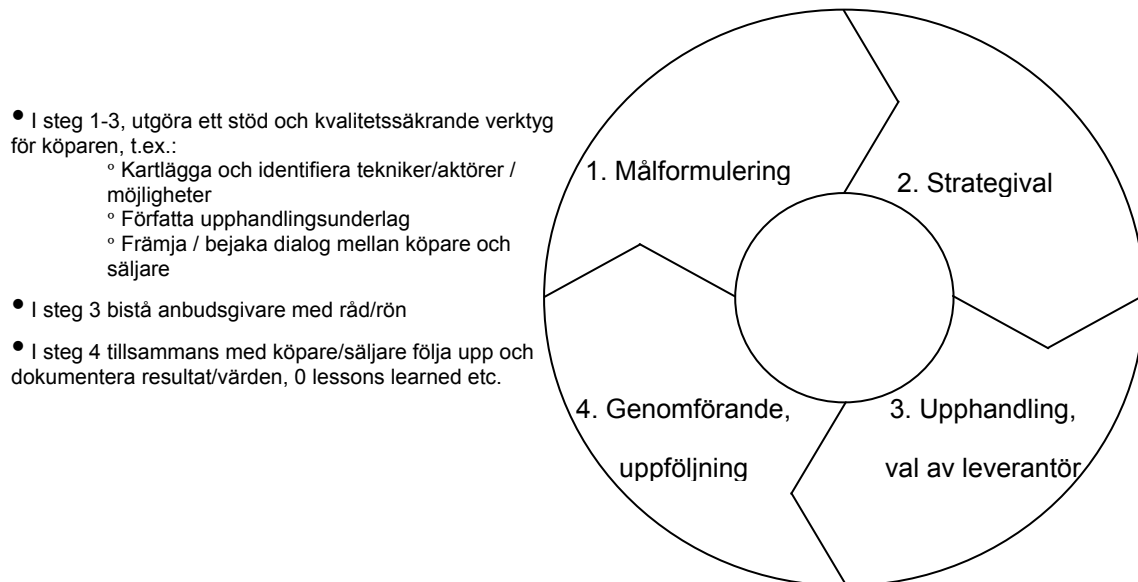 • I steg 1-3, utgöra ett stöd och kvalitetssäkrande verktyg
för köparen, t.ex.:
° Kartlägga och identifiera tekniker/aktörer /
möjligheter
° Författa upphandlingsunderlag
° Främja / bejaka dialog mellan köpare och
säljare
• I steg 3 bistå anbudsgivare med råd/rön
• I steg 4 tillsammans med köpare/säljare följa upp och
dokumentera resultat/värden, 0 lessons learned etc.
1. Målformulering
2. Strategival
3. Upphandling,
val av leverantör
4. Genomförande,
uppföljning